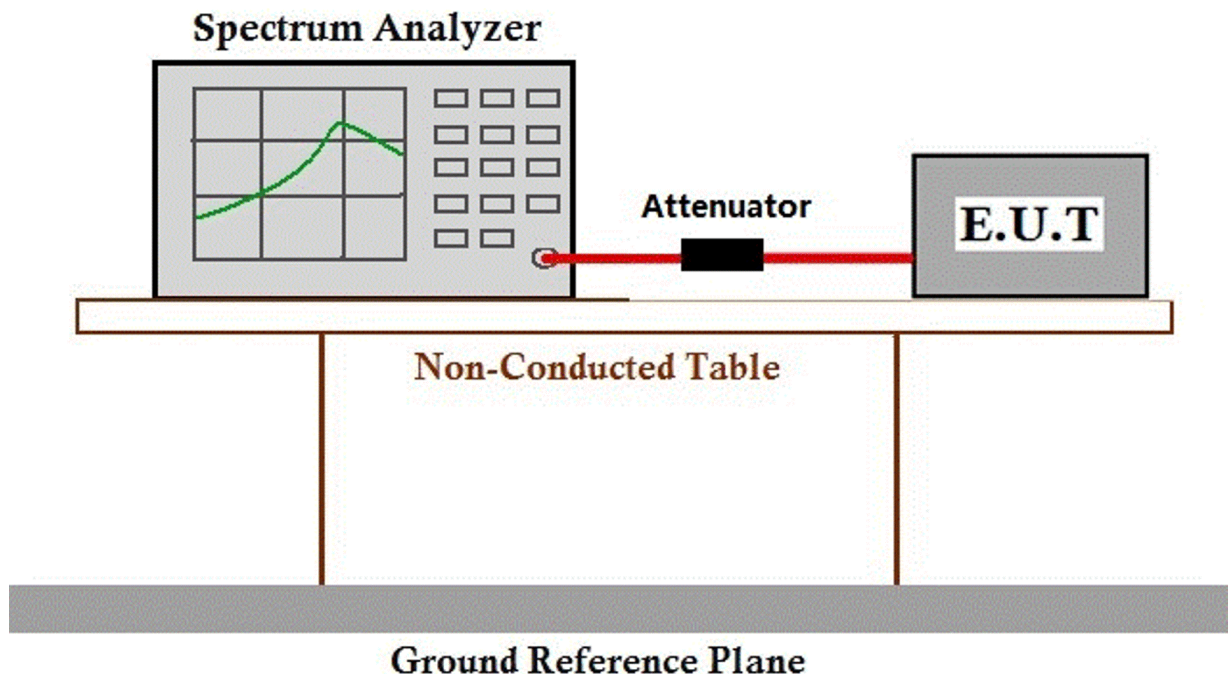 Spectrum Analyzer
Attenuator
E.U.T
Non-Conducted Table
Ground Reference Plane